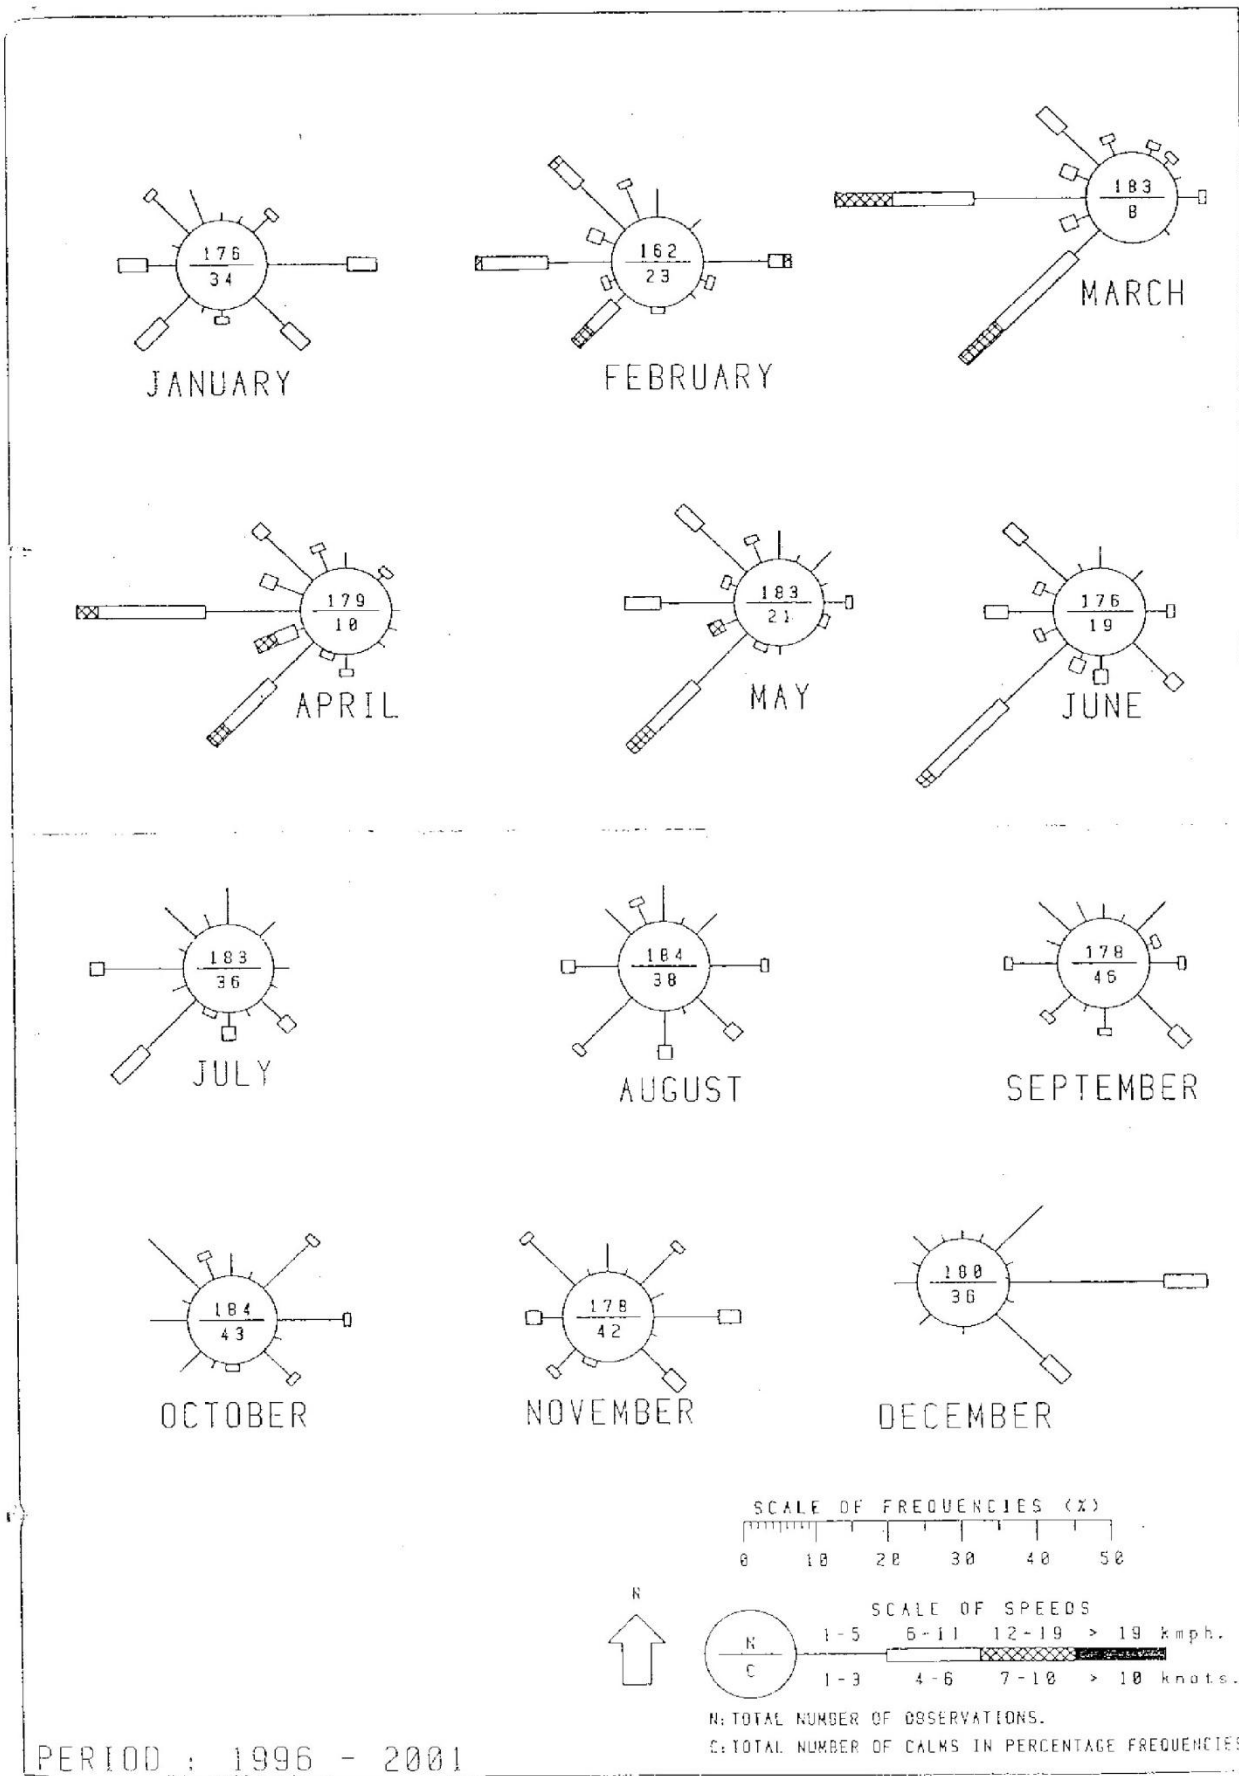 176
34
JANUARY
162
23
FEBRUARY
183
8
MARCH
179
10
APRIL
183
21
MAY
176
19
JUNE
183
36
JULY
184
38
AUGUST
178
46
SEPTEMBER
184
43
OCTOBER
178
42
NOVEMBER
180
36
DECEMBER
SCALE OF FREQUENCIES (%)
0 10 20 30 40 50
N
SCALE OF SPEEDS
1-5 6-11 12-19 > 19 kmph.
N
C
1-3 4-6 7-10 > 10 knots.
N: TOTAL NUMBER OF OBSERVATIONS.
C: TOTAL NUMBER OF CALMS IN PERCENTAGE FREQUENCIES
PERIOD : 1996 - 2001